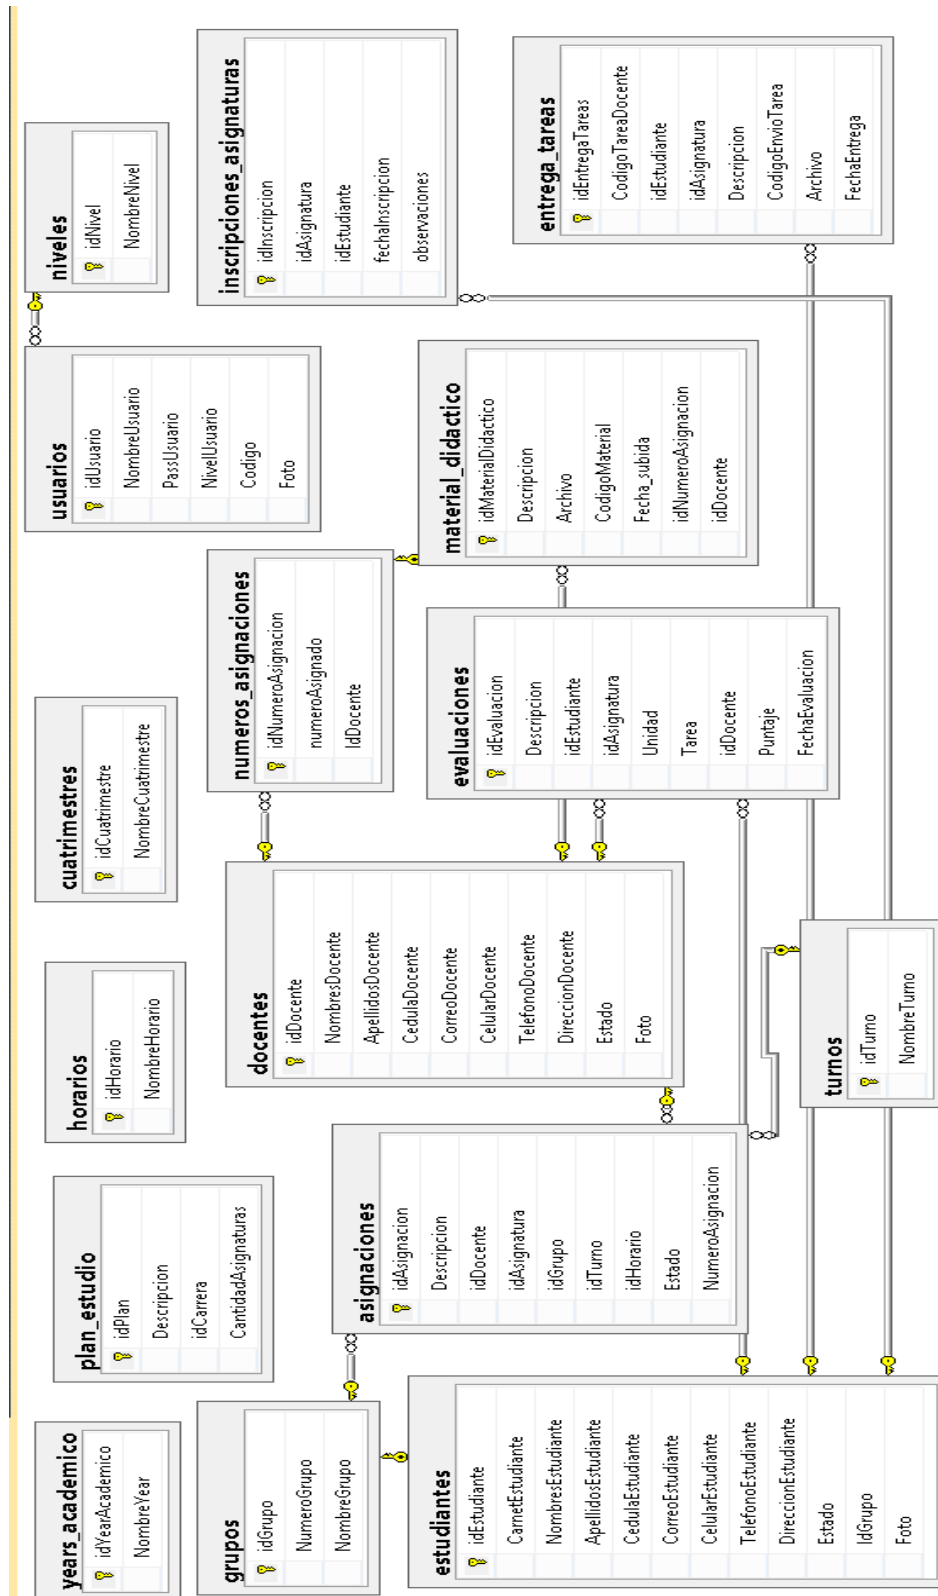 years_academico
idYearAcademico
NombreYear
plan_estudio
idPlan
Descripcion
idCarrera
CantidadAsignaturas
horarios
idHorario
NombreHorario
cuatrimestres
idCuatrimestre
NombreCuatrimestre
usuarios
idUsuario
NombreUsuario
PassUsuario
NivelUsuario
Codigo
Foto
niveles
idNivel
NombreNivel
grupos
idGrupo
NumeroGrupo
NombreGrupo
asignaciones
idAsignacion
Descripcion
idDocente
idAsignatura
idGrupo
idTurno
idHorario
Estado
NumeroAsignacion
docentes
idDocente
NombresDocente
ApellidosDocente
CedulaDocente
CorreoDocente
CelularDocente
TelefonoDocente
DireccionDocente
Estado
Foto
numeros_asignaciones
idNumeroAsignacion
numeroAsignado
IdDocente
inscripciones_asignaturas
idInscripcion
idAsignatura
idEstudiante
fechaInscripcion
observaciones
estudiantes
idEstudiante
CarnetEstudiante
NombresEstudiante
ApellidosEstudiante
CedulaEstudiante
CorreoEstudiante
CelularEstudiante
TelefonoEstudiante
DireccionEstudiante
Estado
IdGrupo
Foto
turnos
idTurno
NombreTurno
evaluaciones
idEvaluacion
Descripcion
idEstudiante
idAsignatura
Unidad
Tarea
idDocente
Puntaje
FechaEvaluacion
material_didactico
idMaterialDidactico
Descripcion
Archivo
CodigoMaterial
Fecha_subida
idNumeroAsignacion
idDocente
entrega_tareas
idEntregaTareas
CodigoTareaDocente
idEstudiante
idAsignatura
Descripcion
CodigoEnvioTarea
Archivo
FechaEntrega